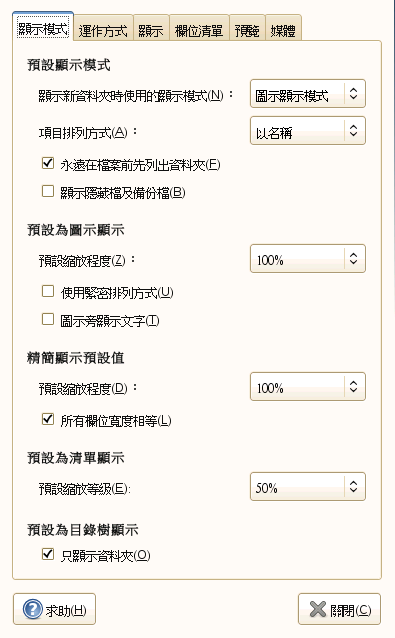 顯示模式 運作方式 顯示 欄位清單 預覽 媒體
預設顯示模式
顯示新資料夾時使用的顯示模式(N)： 圖示顯示模式
項目排列方式(A)： 以名稱
永遠在檔案前先列出資料夾(F)
顯示隱藏檔及備份檔(B)
預設為圖示顯示
預設縮放程度(Z)： 100%
使用緊密排列方式(U)
圖示旁顯示文字(T)
精簡顯示預設值
預設縮放程度(D)： 100%
所有欄位寬度相等(L)
預設為清單顯示
預設縮放等級(E): 50%
預設為目錄樹顯示
只顯示資料夾(O)
求助(H) 關閉(C)